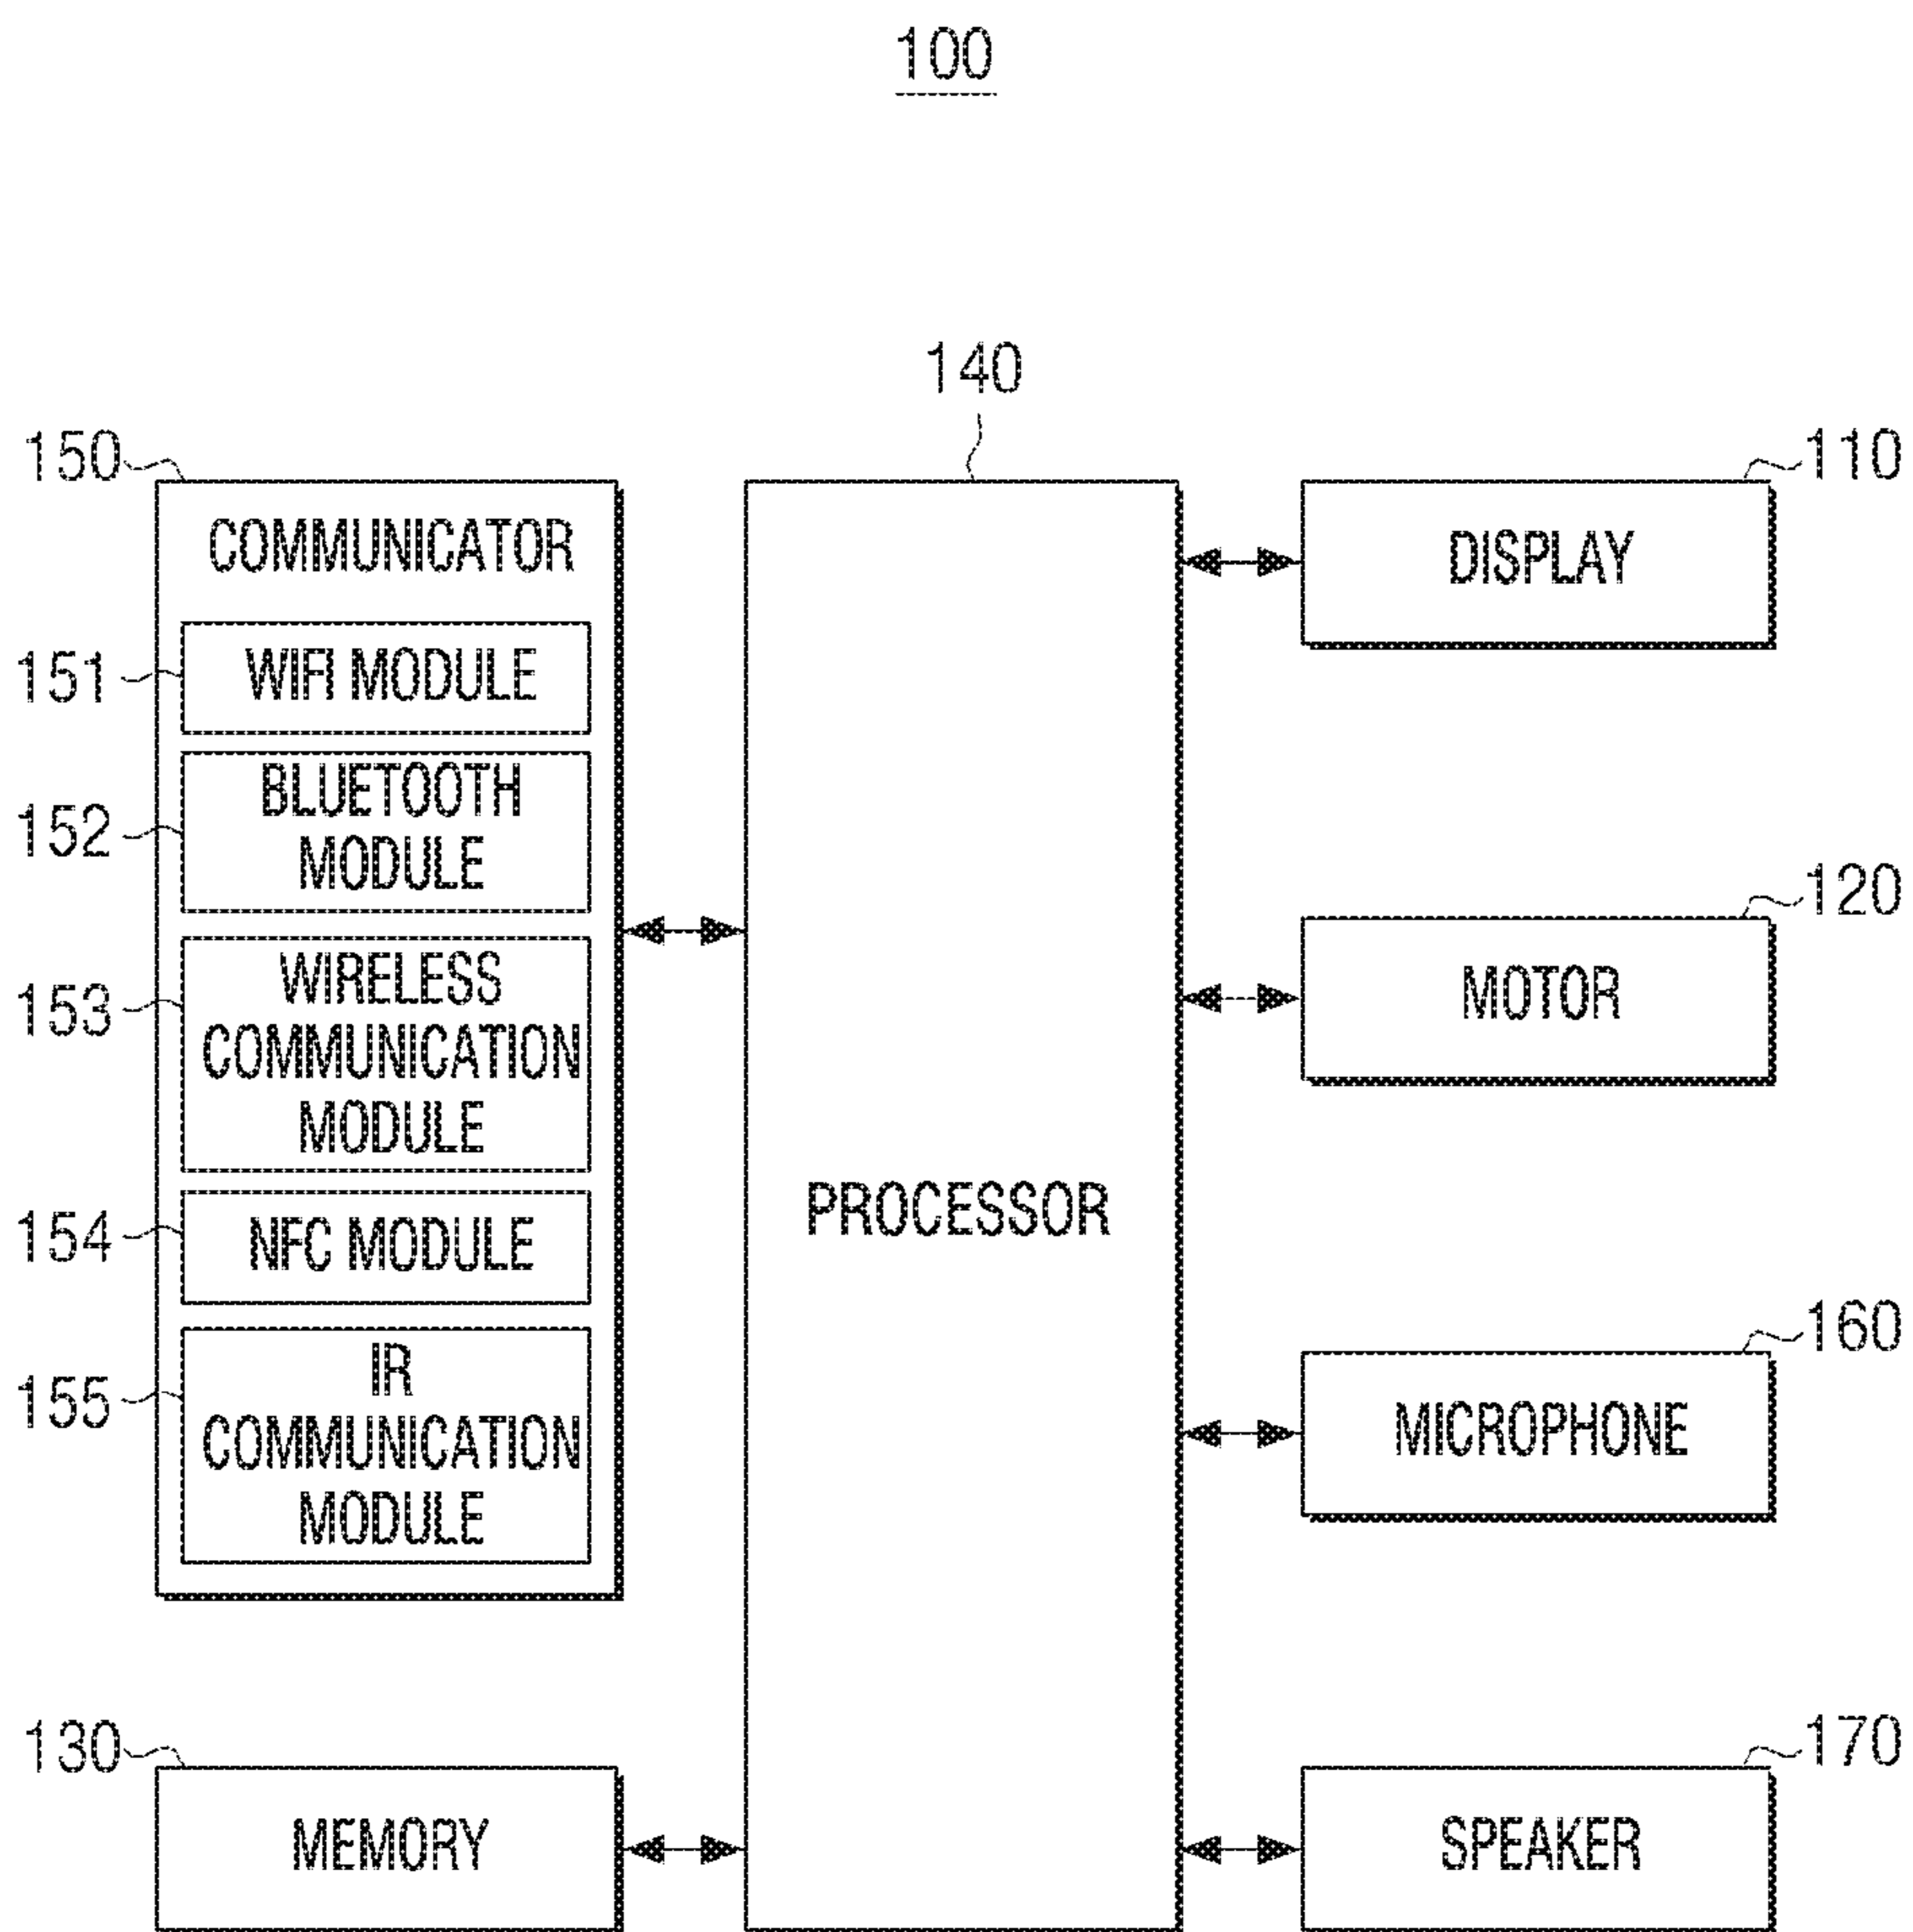 100
140
150
COMMUNICATOR
151
WIFI MODULE
152
BLUETOOTH
MODULE
153
WIRELESS
COMMUNICATION
MODULE
154
NFC MODULE
155
IR
COMMUNICATION
MODULE
130
MEMORY
PROCESSOR
110
DISPLAY
120
MOTOR
160
MICROPHONE
170
SPEAKER